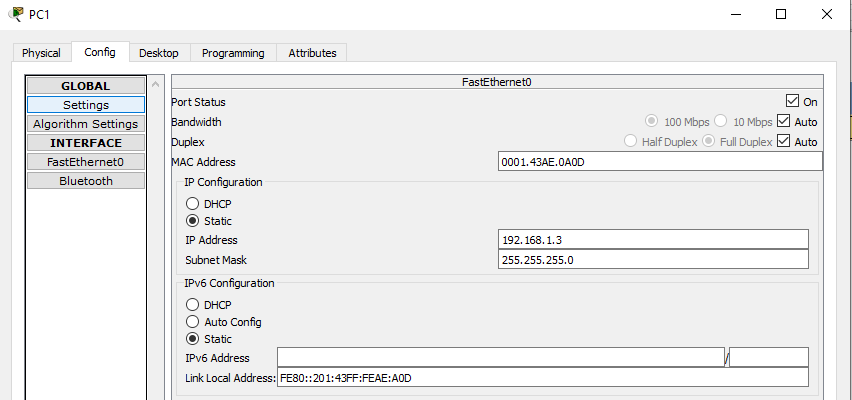 PC1
Physical Config Desktop Programming Attributes
GLOBAL
Settings
Algorithm Settings
INTERFACE
FastEthernet0
Bluetooth
FastEthernet0
Port Status On
Bandwidth 100 Mbps 10 Mbps Auto
Duplex Half Duplex Full Duplex Auto
MAC Address 0001.43AE.0A0D
IP Configuration
DHCP
Static
IP Address 192.168.1.3
Subnet Mask 255.255.255.0
IPv6 Configuration
DHCP
Auto Config
Static
IPv6 Address /
Link Local Address: FE80::201:43FF:FEAE:A0D